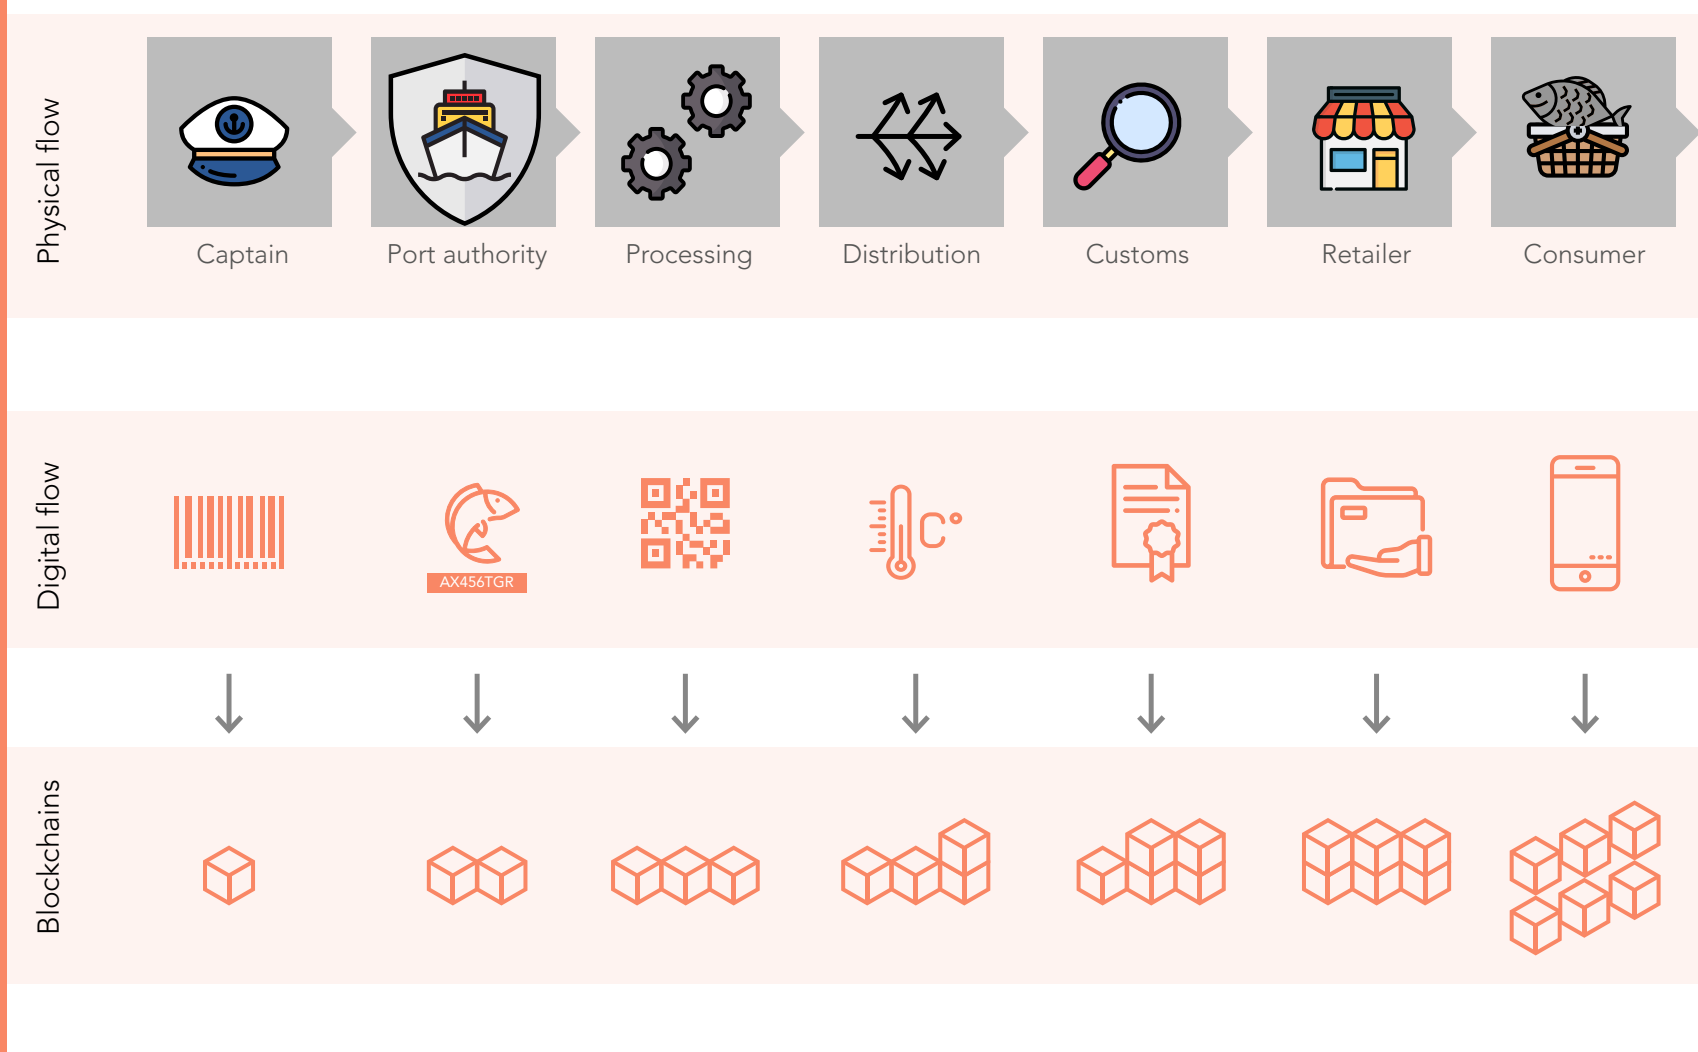 Physical flow
Captain
Port authority
Processing
Distribution
Customs
Retailer
Consumer
Digital flow
AX456TGR
C°
Blockchains